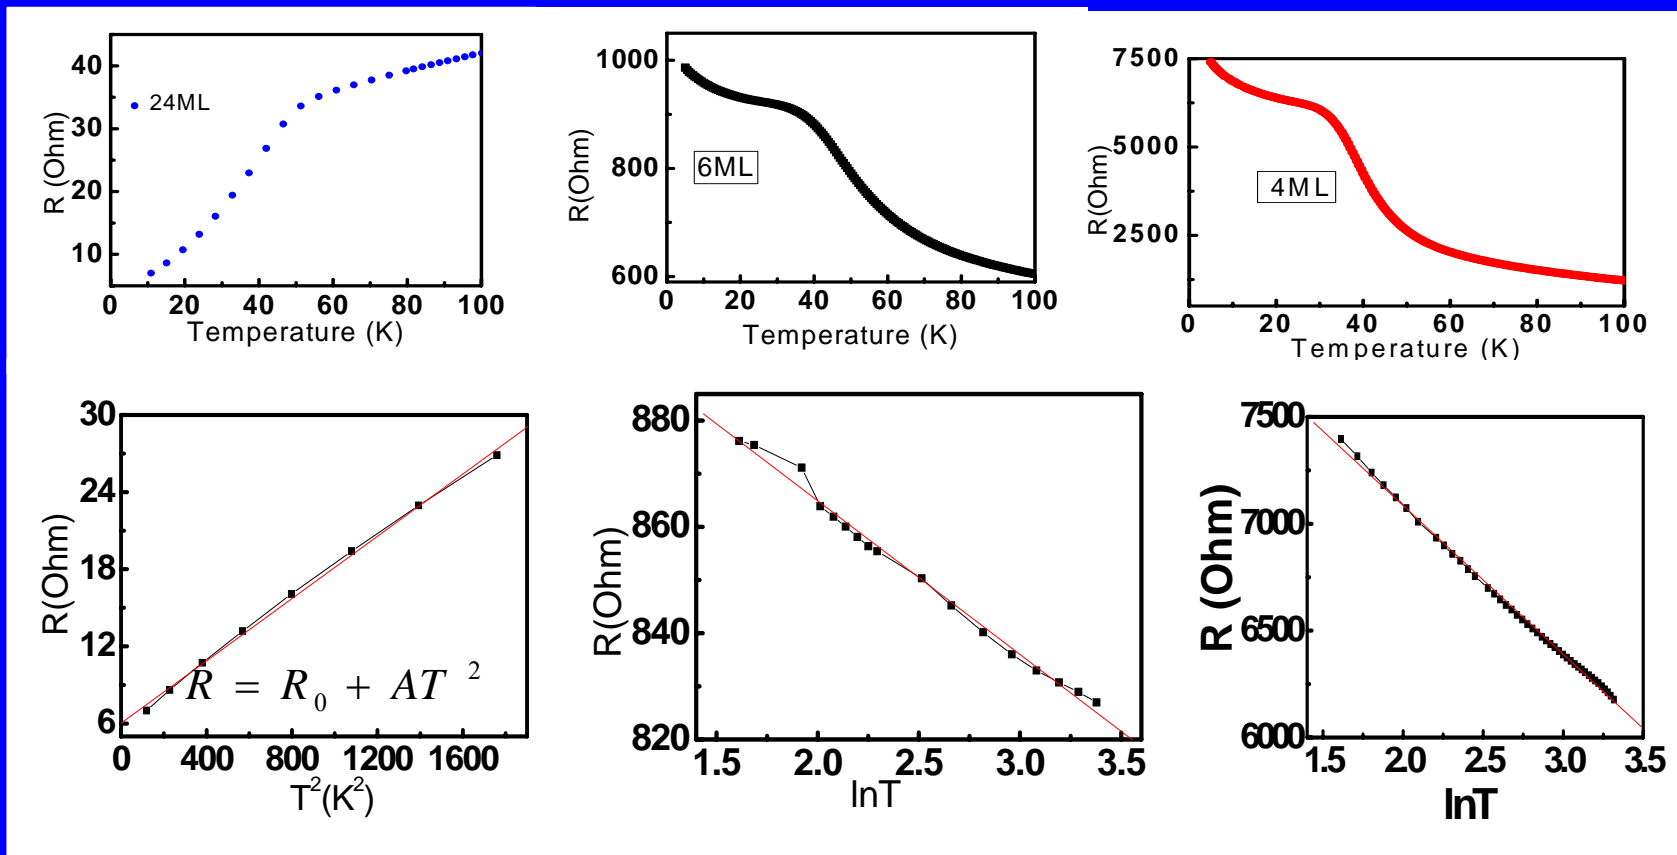 40
30
20
10
R (Ohm)
24ML
0 20 40 60 80 100
Temperature (K)
1000
800
600
R(Ohm)
6ML
0 20 40 60 80 100
Temperature (K)
7500
5000
2500
R(Ohm)
4ML
0 20 40 60 80 100
Temperature (K)
30
24
18
12
6
R(Ohm)
R = R₀ + AT ²
0 400 800 1200 1600
T²(K²)
880
860
840
820
R(Ohm)
1.5 2.0 2.5 3.0 3.5
lnT
7500
7000
6500
6000
R (Ohm)
1.5 2.0 2.5 3.0 3.5
lnT